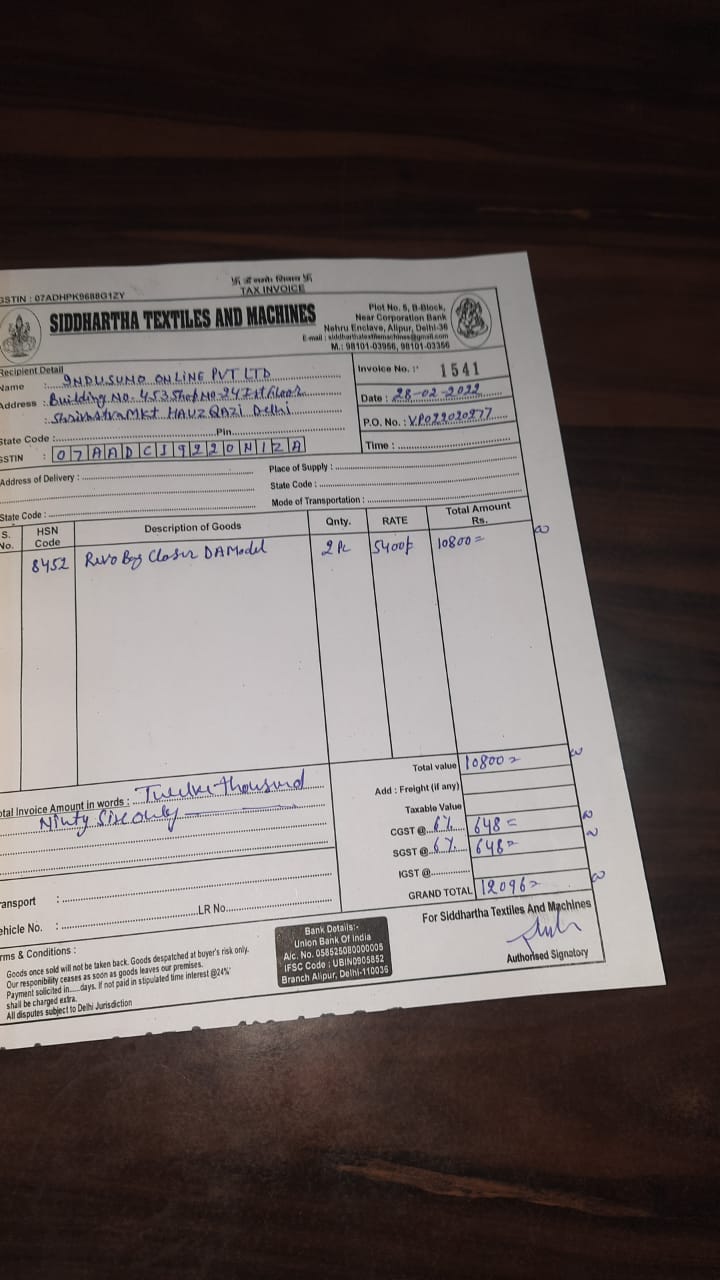 卐 श्री गणेशाय नमः 卐
GSTIN : 07ADHPK9688G1ZY
TAX INVOICE
SIDDHARTHA TEXTILES AND MACHINES
Plot No. 5, B-Block,
Near Corporation Bank
Nehru Enclave, Alipur, Delhi-36
E-mail : siddharthatextilemachines@gmail.com
M.: 98101-03956, 98101-03356
Recipient Detail
Name : INDUSUNO ONLINE PVT LTD
Address : Building No. 453 Shop No-247 1st Floor
MKt HAUZ QAZI Delhi
State Code : Pin
GSTIN : 07AADCI9220N1ZA
Invoice No. : 1541
Date : 28-02-2022
P.O. No. : VP022020277
Time :
Address of Delivery :
State Code :
Place of Supply :
State Code :
Mode of Transportation :
S. No. HSN Code Description of Goods Qnty. RATE Total Amount Rs.
8452 Revo Bag Closer DA Model 2 Pc 5400/- 10800=
Total value 10800=
Add : Freight (if any)
Taxable Value
CGST @ 6% 648=
SGST @ 6% 648=
IGST @
GRAND TOTAL 12096=
Total Invoice Amount in words : Twelve thousand
Ninty Six only
Transport :
LR No.
Vehicle No. :
Terms & Conditions :
Goods once sold will not be taken back. Goods despatched at buyer's risk only.
Our responibility ceases as soon as goods leaves our premises.
Payment solicited in.....days. If not paid in stipulated time interest @24%
shall be charged extra.
All disputes subject to Delhi Jurisdiction
Bank Details:-
Union Bank Of India
A/c. No. 058525080000005
IFSC Code : UBIN0905852
Branch Alipur, Delhi-110036
For Siddhartha Textiles And Machines
Authorised Signatory